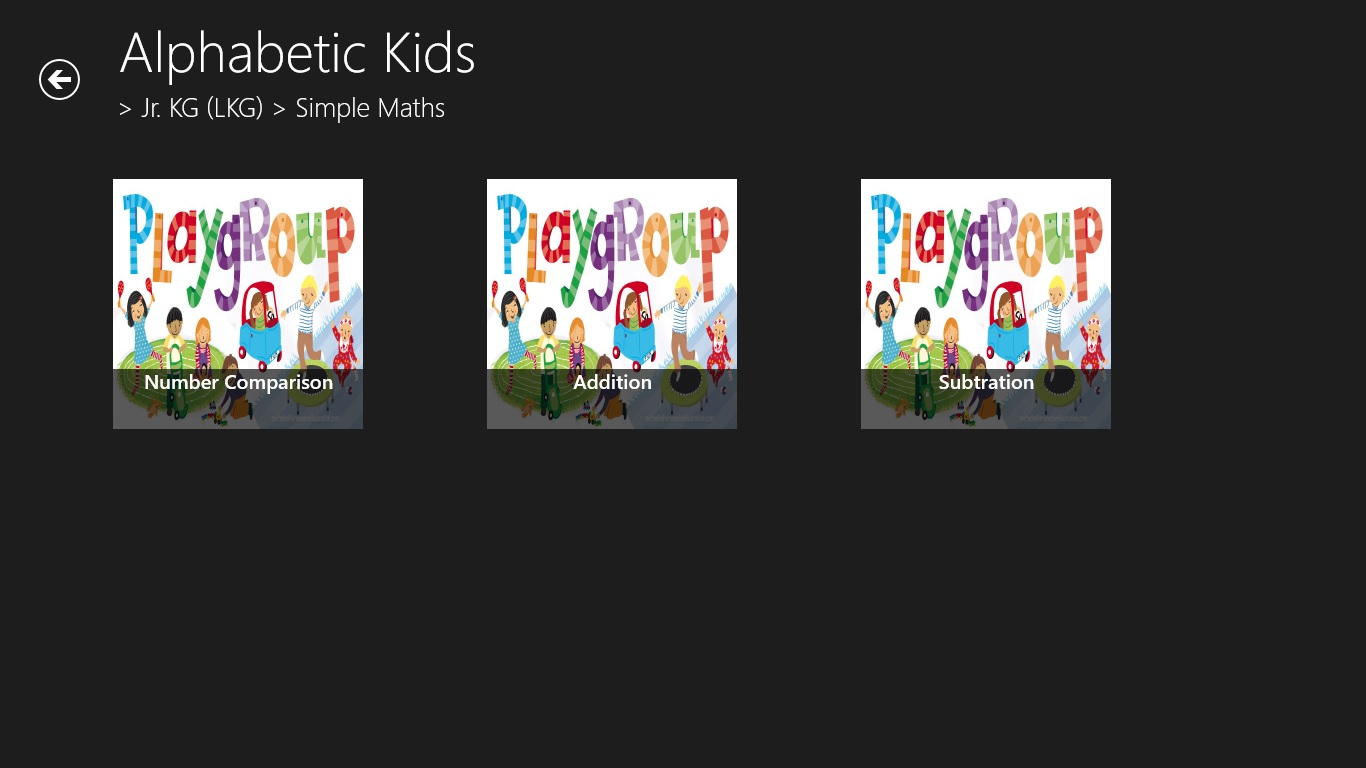 Alphabetic Kids
> Jr. KG (LKG) > Simple Maths
PLaygRoup
Number Comparison
PLaygRoup
Addition
PLaygRoup
Subtration